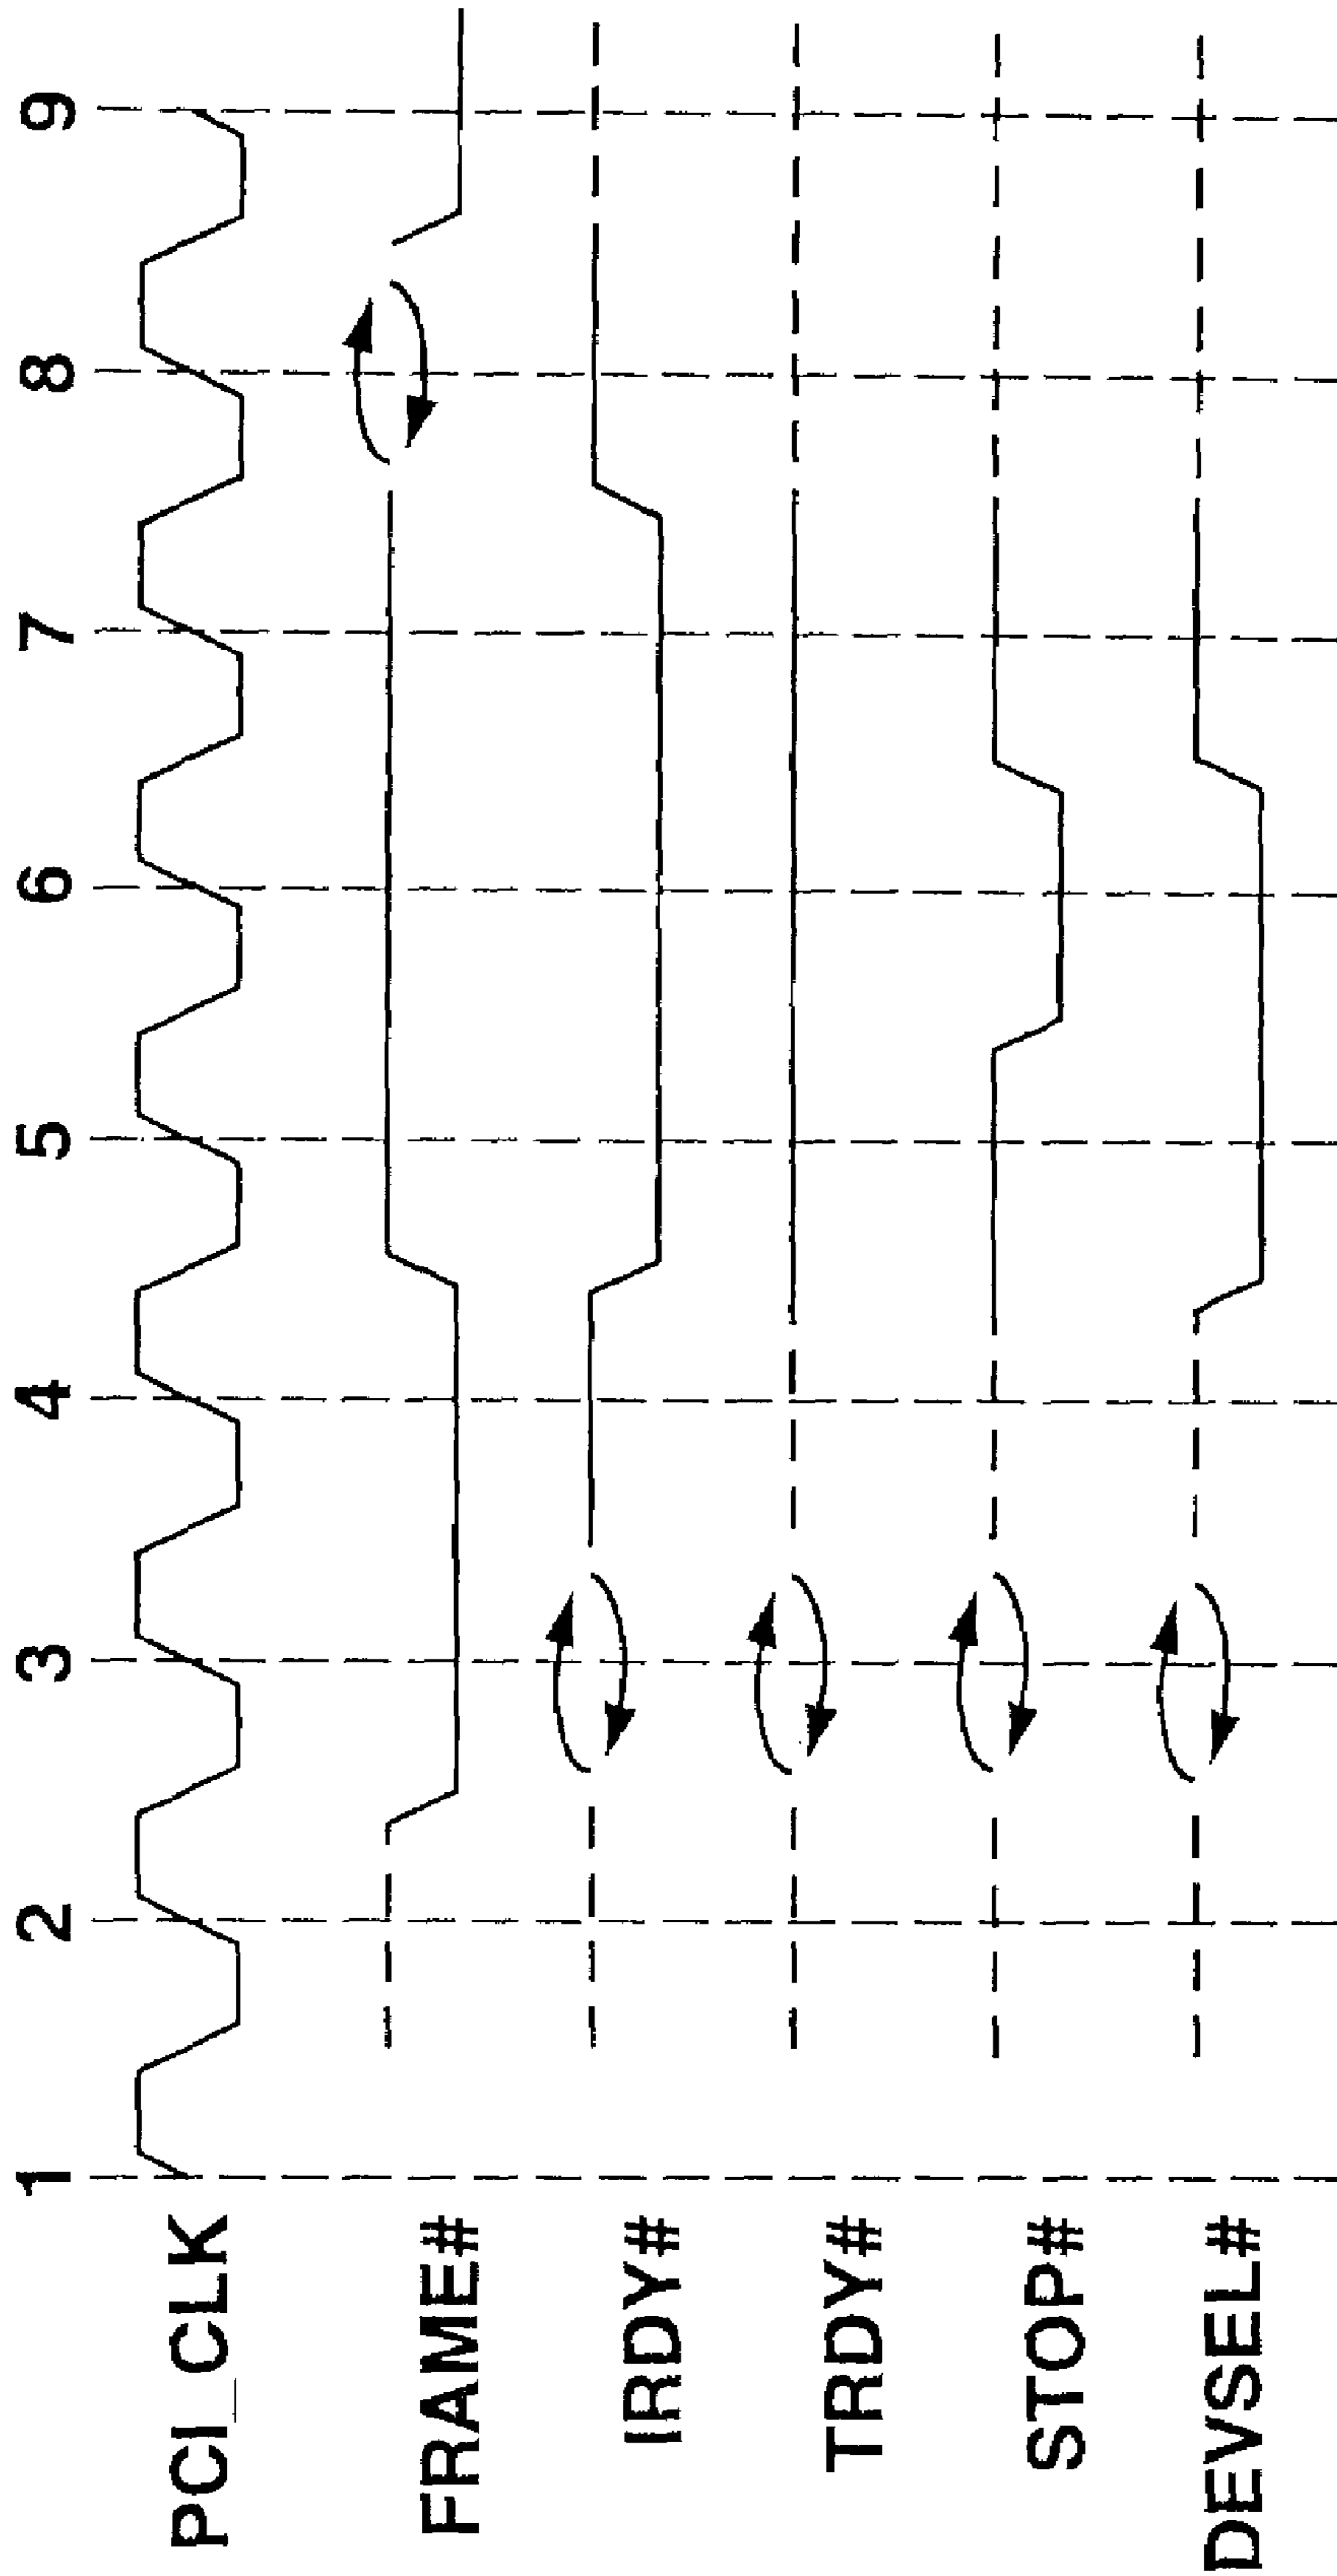 1 2 3 4 5 6 7 8 9
PCI_CLK
FRAME#
IRDY#
TRDY#
STOP#
DEVSEL#